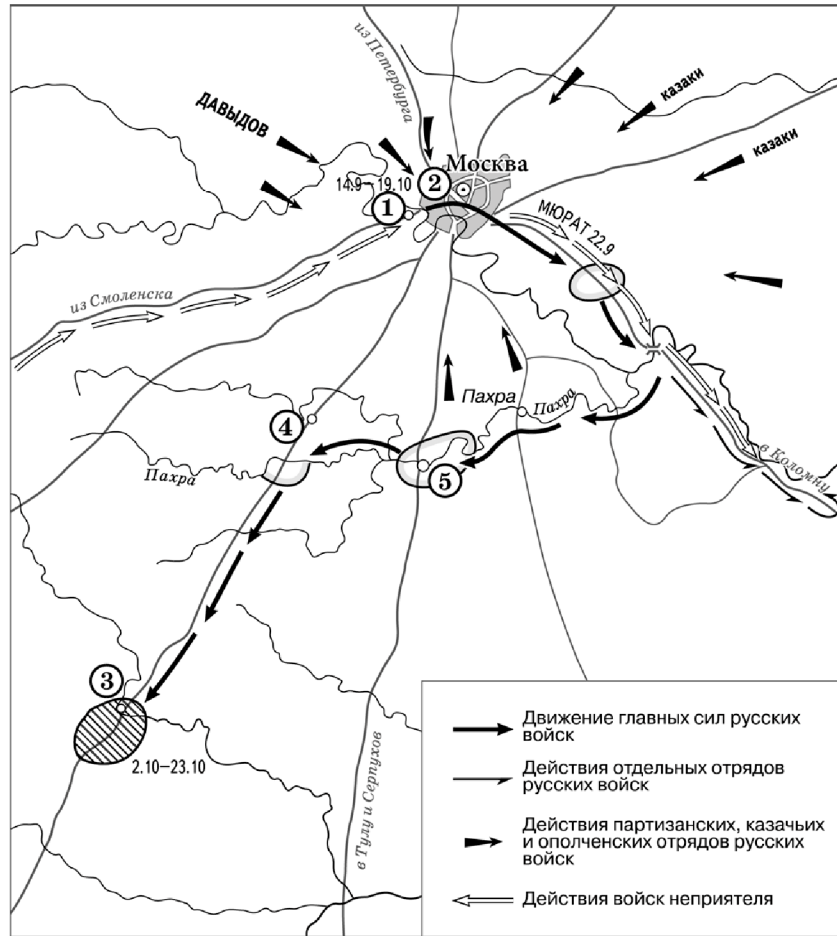 из Петербурга
ДАВЫДОВ
казаки
казаки
14.9—19.10
2
Москва
1
МЮРАТ 22.9
из Смоленска
Пахра
Пахра
4
Пахра
5
в Коломну
3
2.10—23.10
в Тулу и Серпухов
Движение главных сил русских
войск
Действия отдельных отрядов
русских войск
Действия партизанских, казачьих
и ополченских отрядов русских
войск
Действия войск неприятеля